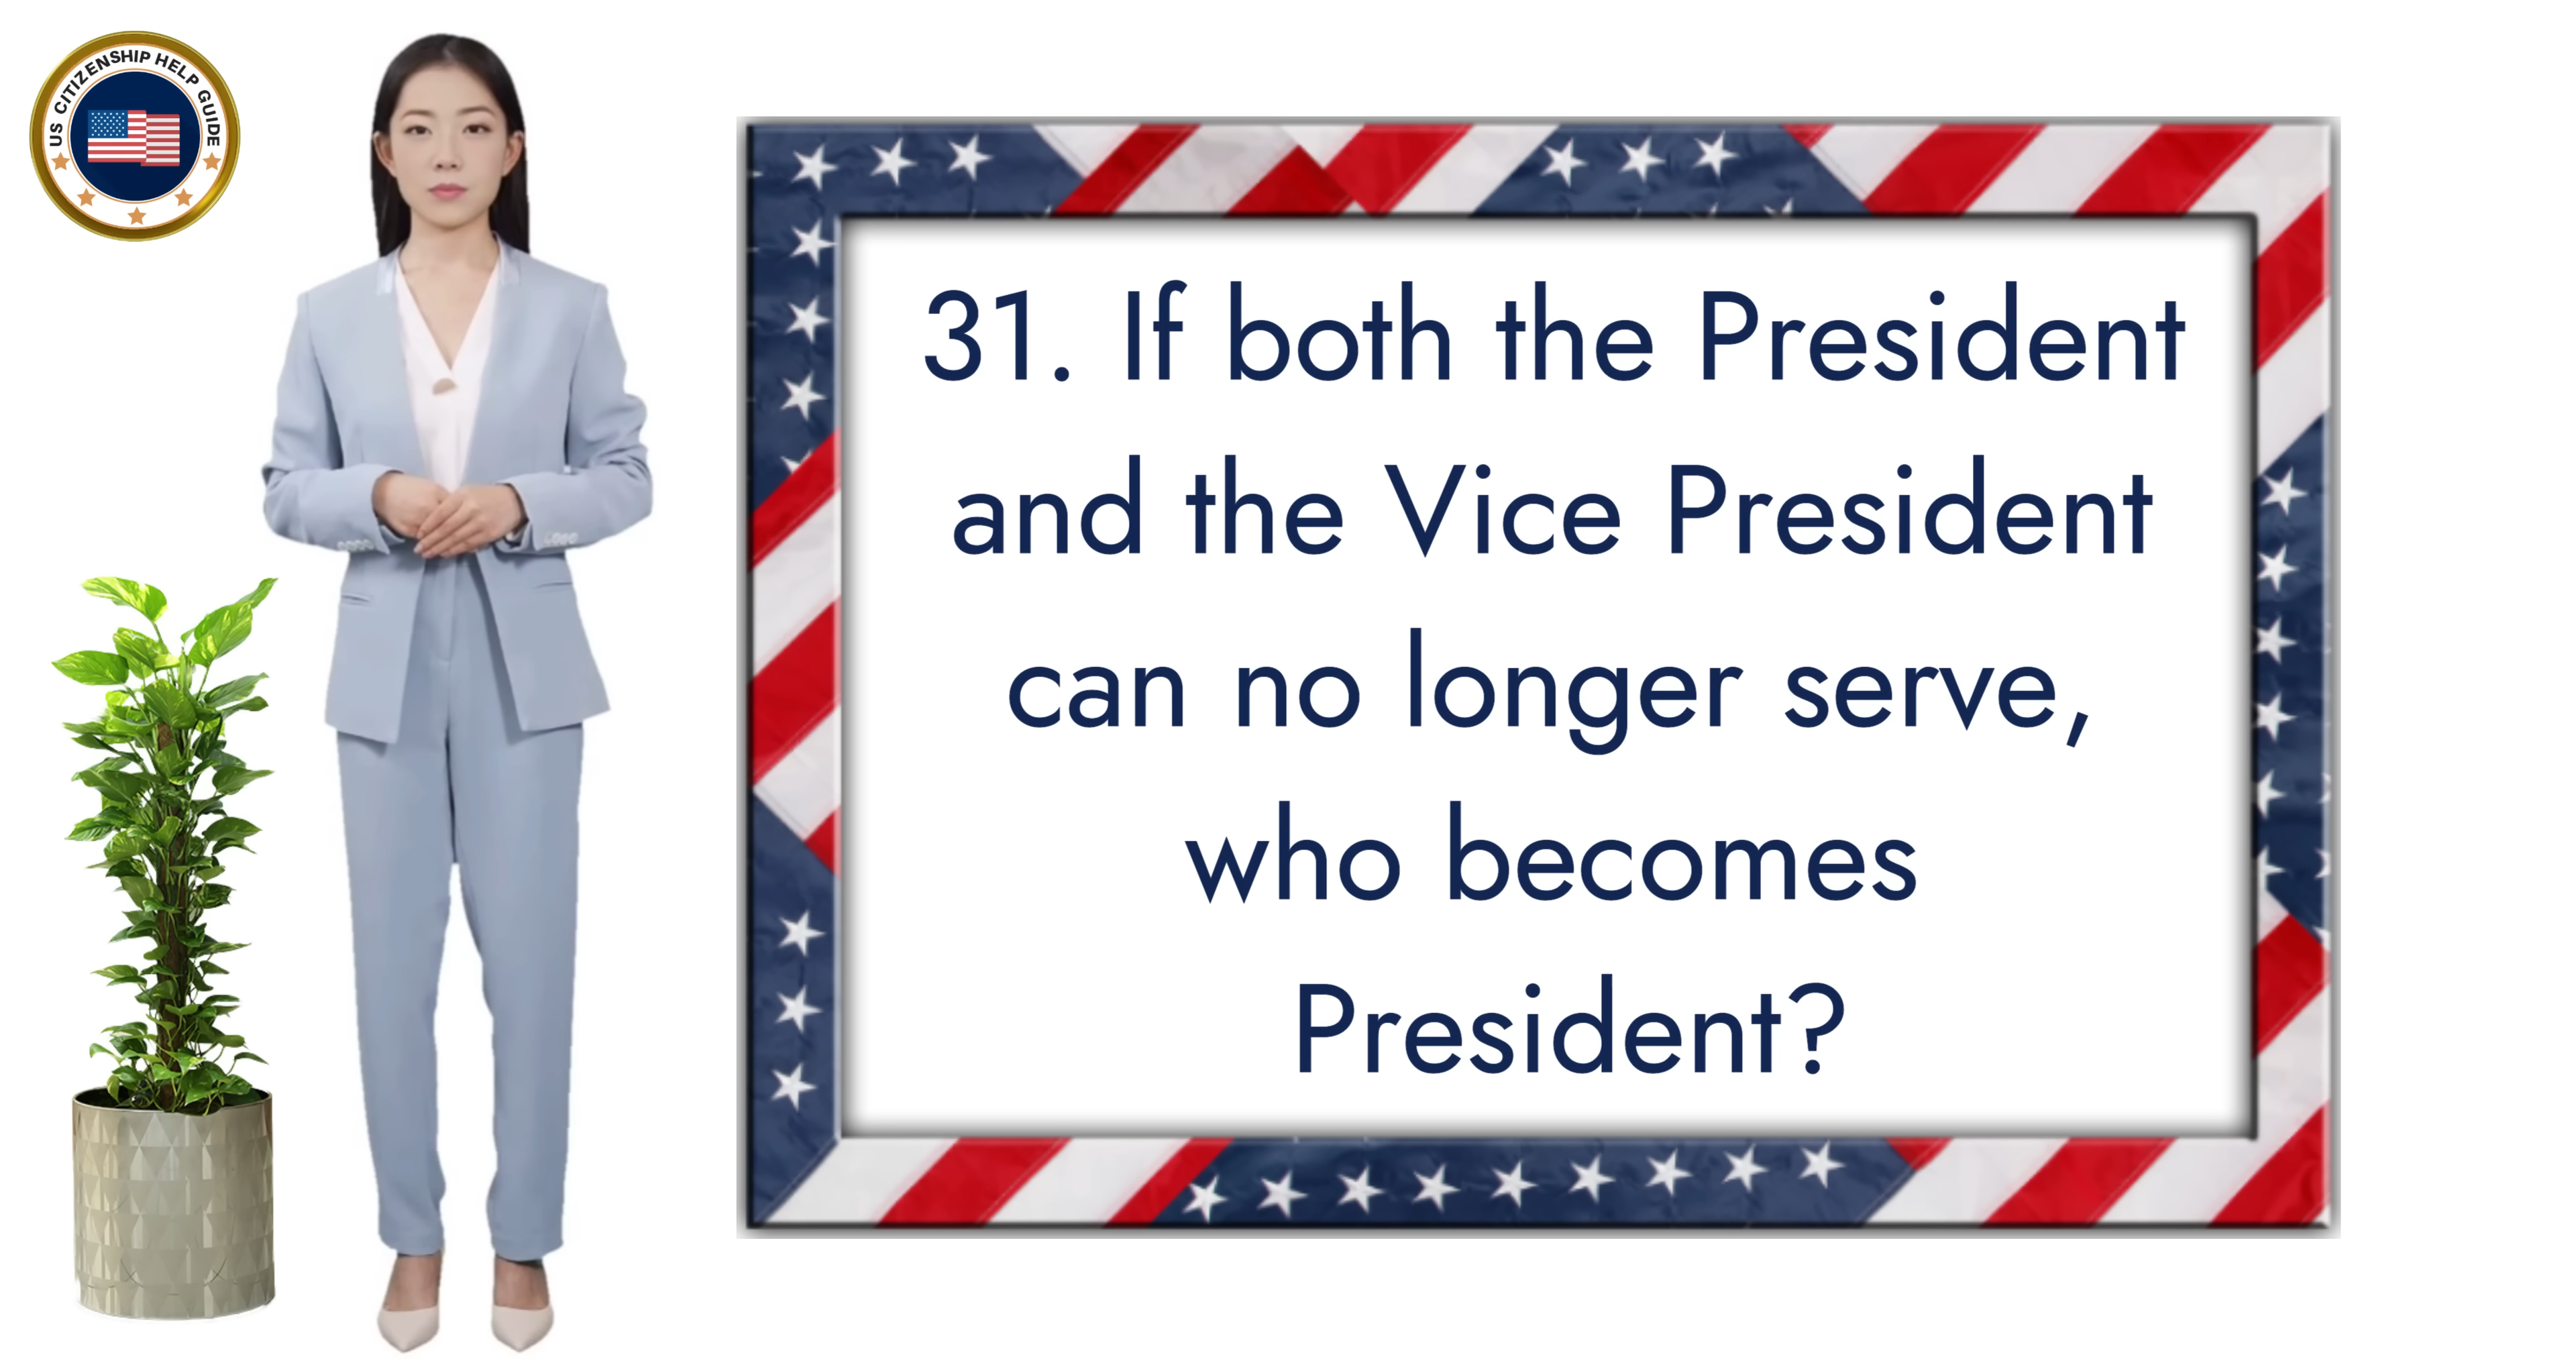 US CITIZENSHIP HELP GUIDE
31. If both the President
and the Vice President
can no longer serve,
who becomes
President?